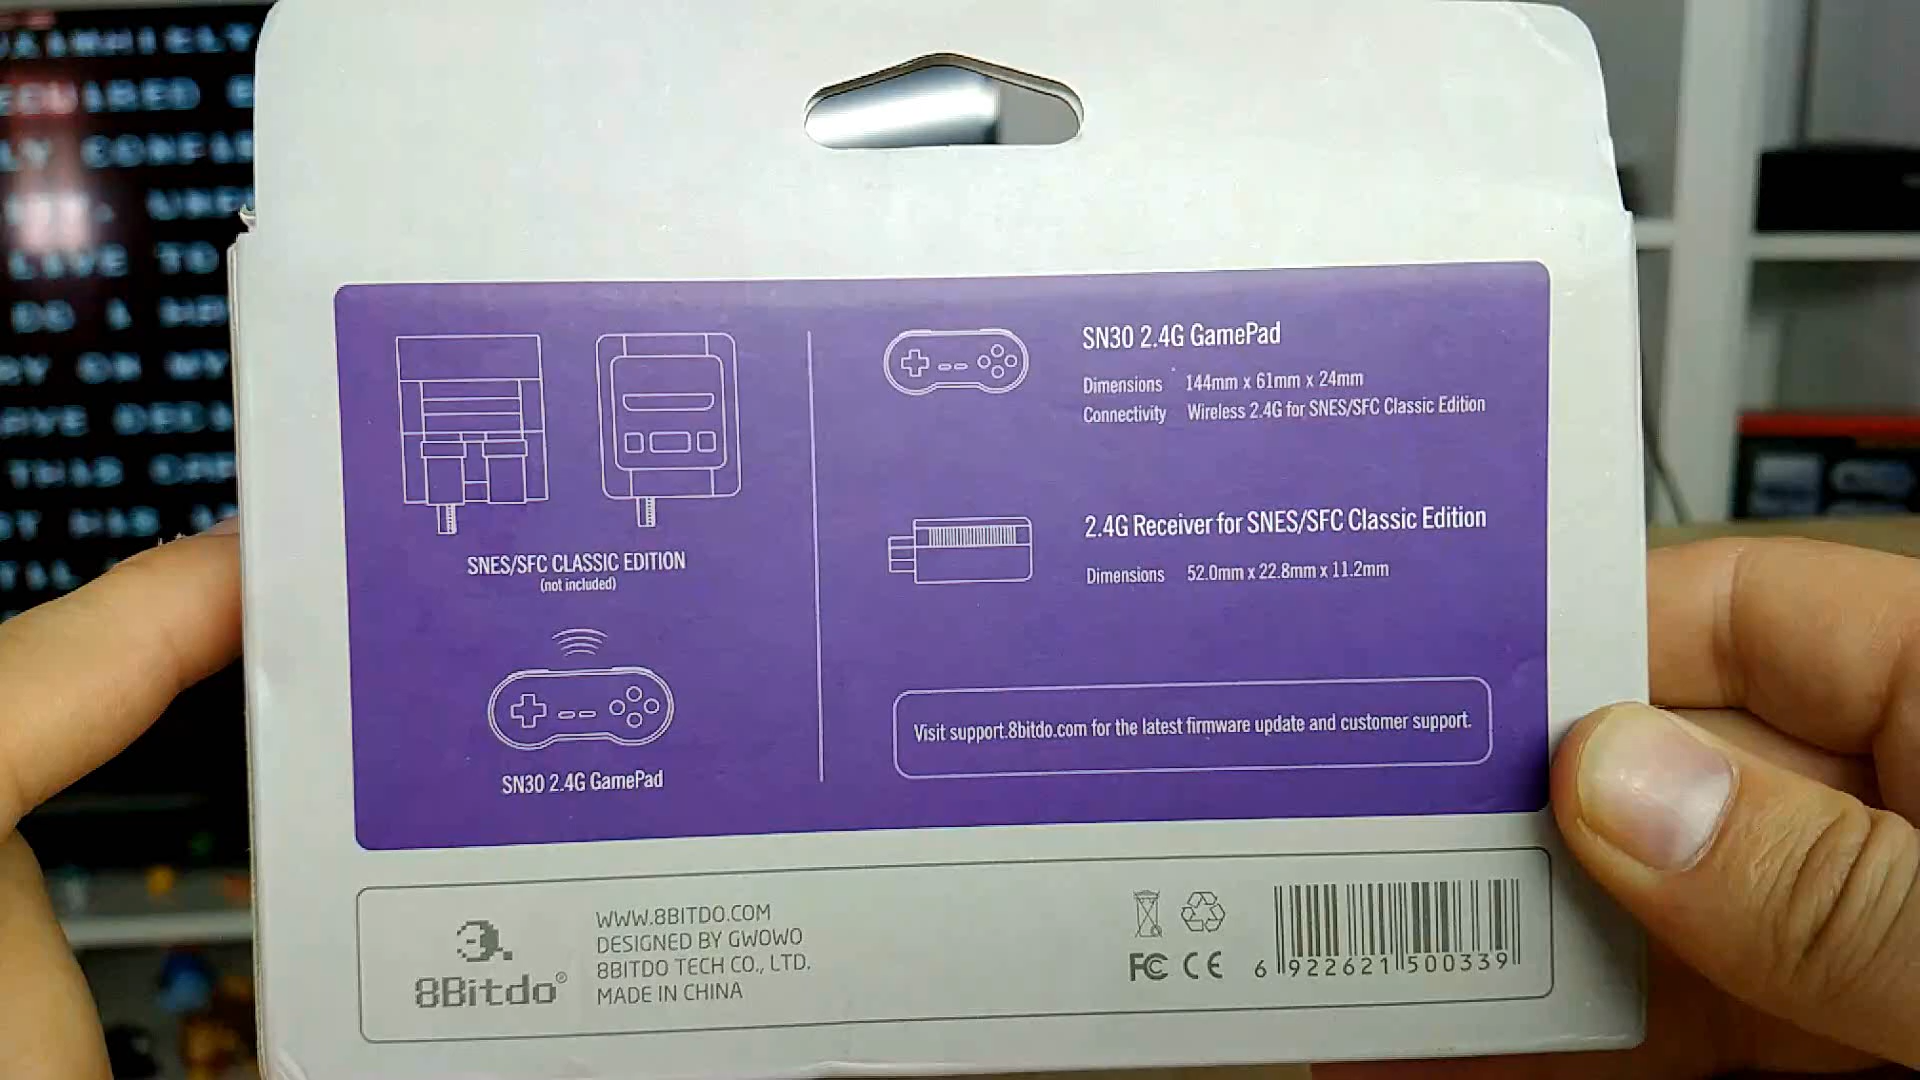 SNES/SFC CLASSIC EDITION
(not included)
SN30 2.4G GamePad
SN30 2.4G GamePad
Dimensions 144mm x 61mm x 24mm
Connectivity Wireless 2.4G for SNES/SFC Classic Edition
2.4G Receiver for SNES/SFC Classic Edition
Dimensions 52.0mm x 22.8mm x 11.2mm
Visit support.8bitdo.com for the latest firmware update and customer support.
8Bitdo®
WWW.8BITDO.COM
DESIGNED BY GWOWO
8BITDO TECH CO., LTD.
MADE IN CHINA
FC CE
6 922621 500339
LIVE TO
THIS